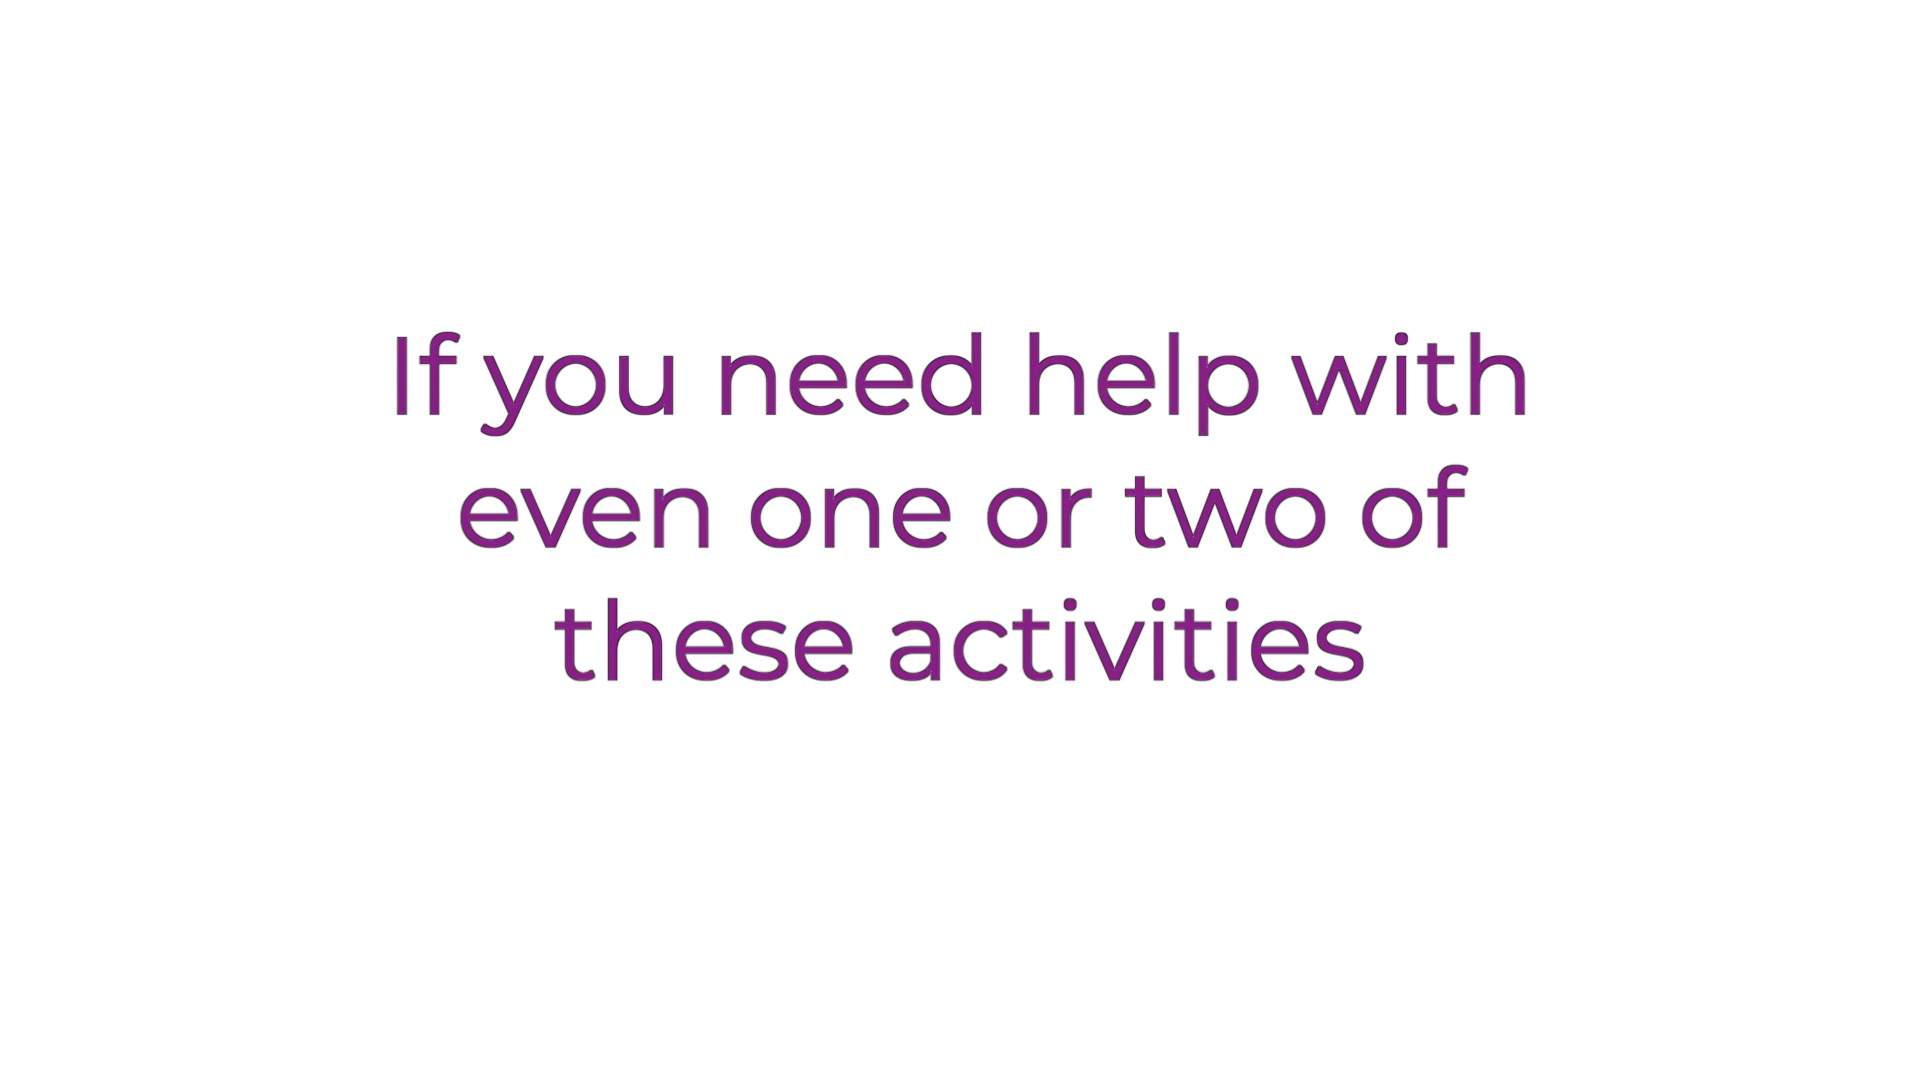 If you need help with
even one or two of
these activities